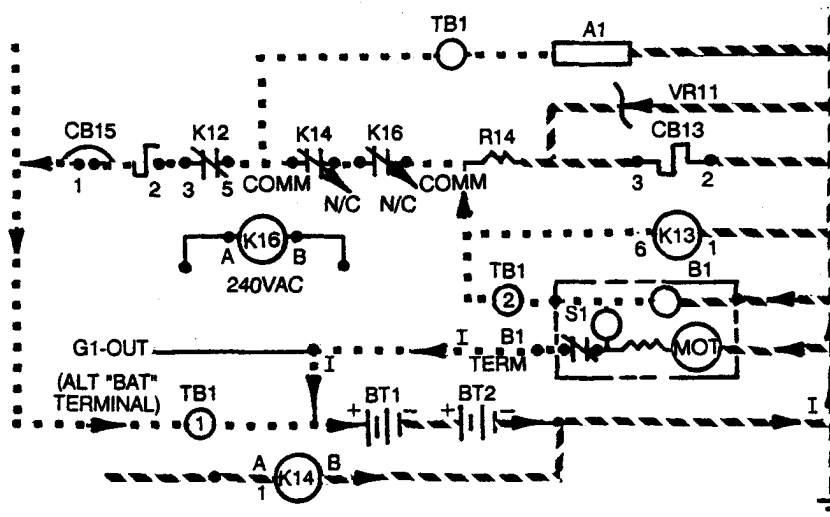 TB1 A1
VR11
CB15 K12 K14 K16 R14 CB13
1 2 3 5 COMM N/C N/C COMM 3 2
A K16 B
240VAC
6 K13 1
TB1 B1
2
S1
G1-OUT I I B1
TERM MOT
(ALT "BAT"
TERMINAL)
TB1 BT1 BT2
1 + - + - I
A K14 B
1